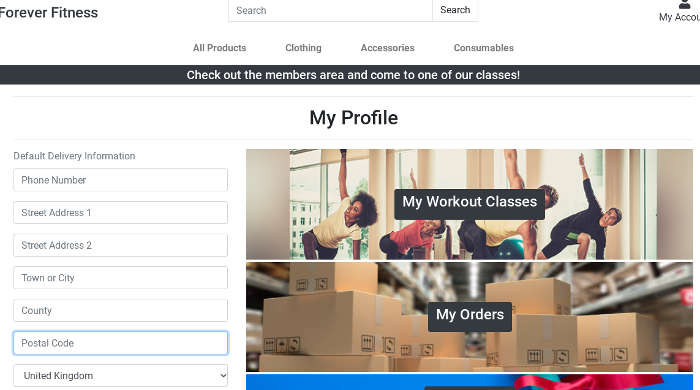 Forever Fitness
Search
Search
My Accou
All Products
Clothing
Accessories
Consumables
Check out the members area and come to one of our classes!
My Profile
Default Delivery Information
Phone Number
Street Address 1
Street Address 2
Town or City
County
Postal Code
United Kingdom
My Workout Classes
My Orders